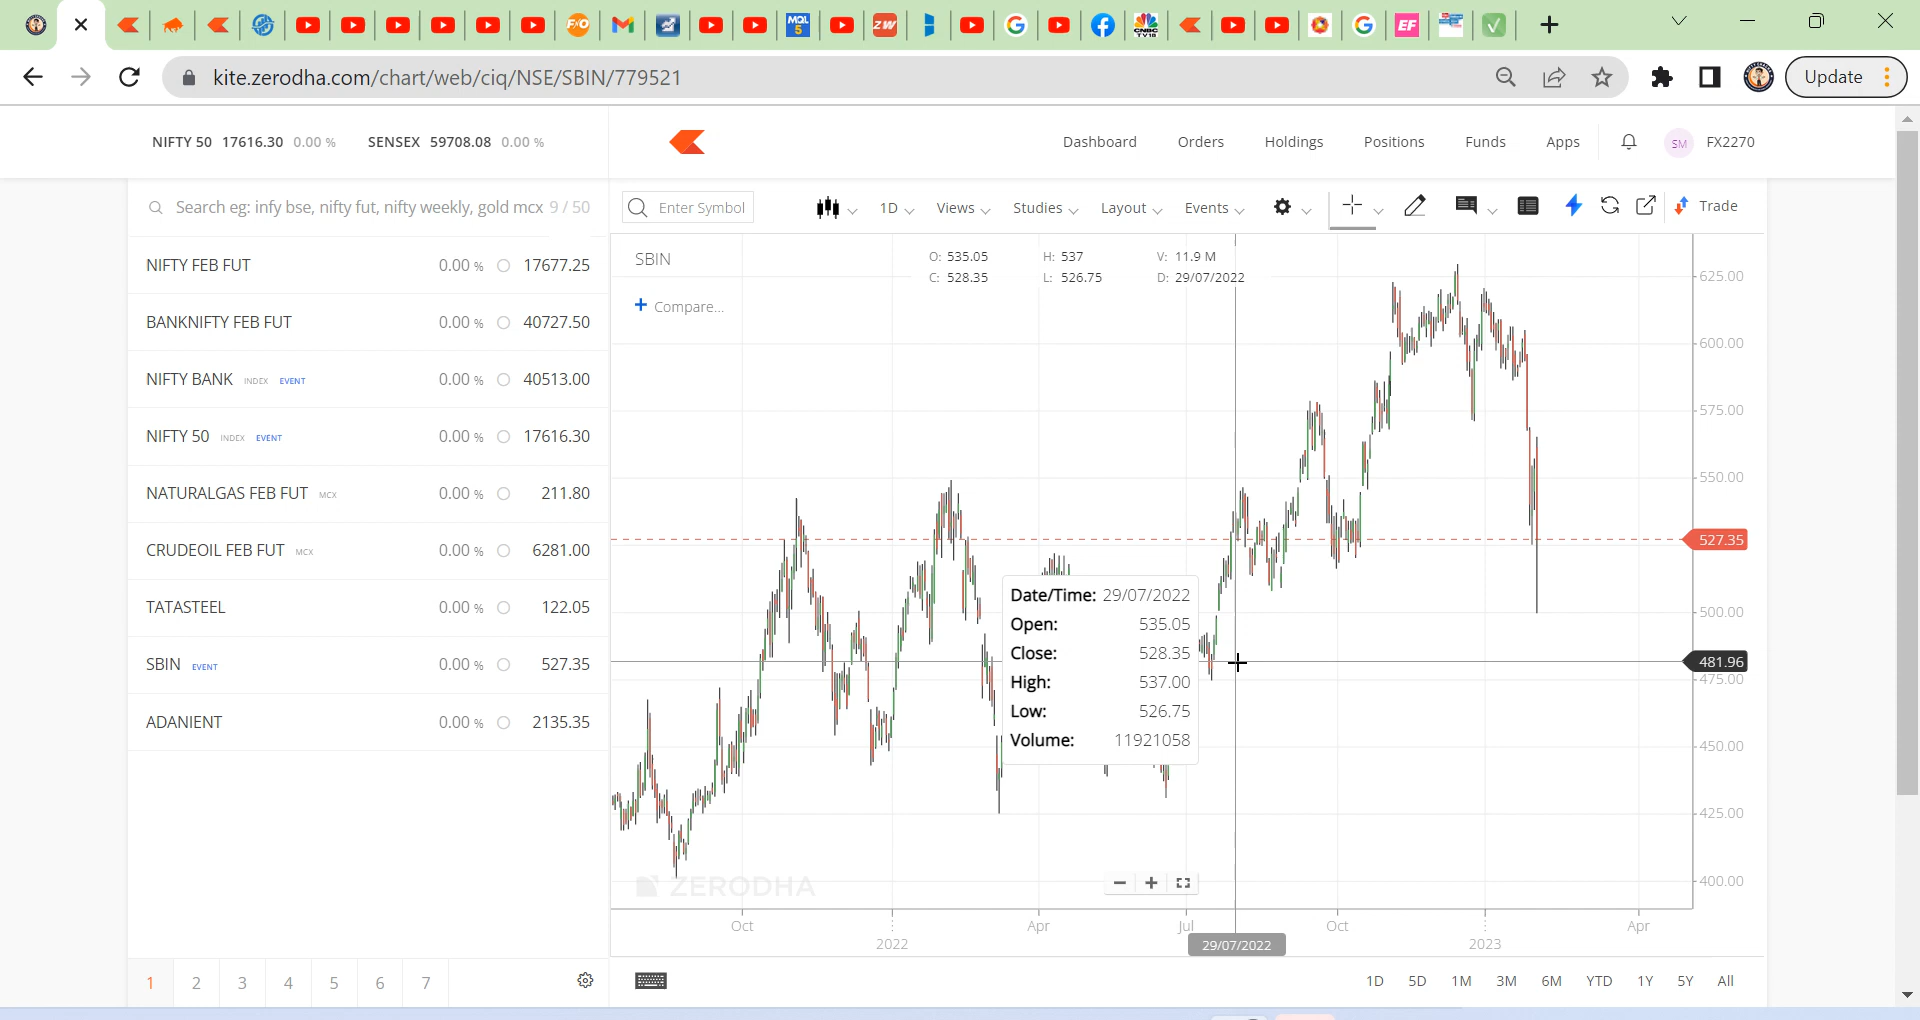 MQL
5
ZW
CNBC
TV18
EF
kite.zerodha.com/chart/web/ciq/NSE/SBIN/779521
Update
NIFTY 50 17616.30 0.00 %
SENSEX 59708.08 0.00 %
Dashboard
Orders
Holdings
Positions
Funds
Apps
SM
FX2270
Search eg: infy bse, nifty fut, nifty weekly, gold mcx 9 / 50
NIFTY FEB FUT 0.00 % 17677.25
BANKNIFTY FEB FUT 0.00 % 40727.50
NIFTY BANK INDEX EVENT 0.00 % 40513.00
NIFTY 50 INDEX EVENT 0.00 % 17616.30
NATURALGAS FEB FUT MCX 0.00 % 211.80
CRUDEOIL FEB FUT MCX 0.00 % 6281.00
TATASTEEL 0.00 % 122.05
SBIN EVENT 0.00 % 527.35
ADANIENT 0.00 % 2135.35
1 2 3 4 5 6 7
Enter Symbol
1D
Views
Studies
Layout
Events
Trade
SBIN
O: 535.05 H: 537 V: 11.9 M
C: 528.35 L: 526.75 D: 29/07/2022
+ Compare...
625.00
600.00
575.00
550.00
527.35
500.00
481.96
475.00
450.00
425.00
400.00
Date/Time: 29/07/2022
Open: 535.05
Close: 528.35
High: 537.00
Low: 526.75
Volume: 11921058
ZERODHA
Oct
2022
Apr
Jul
29/07/2022
Oct
2023
Apr
1D 5D 1M 3M 6M YTD 1Y 5Y All